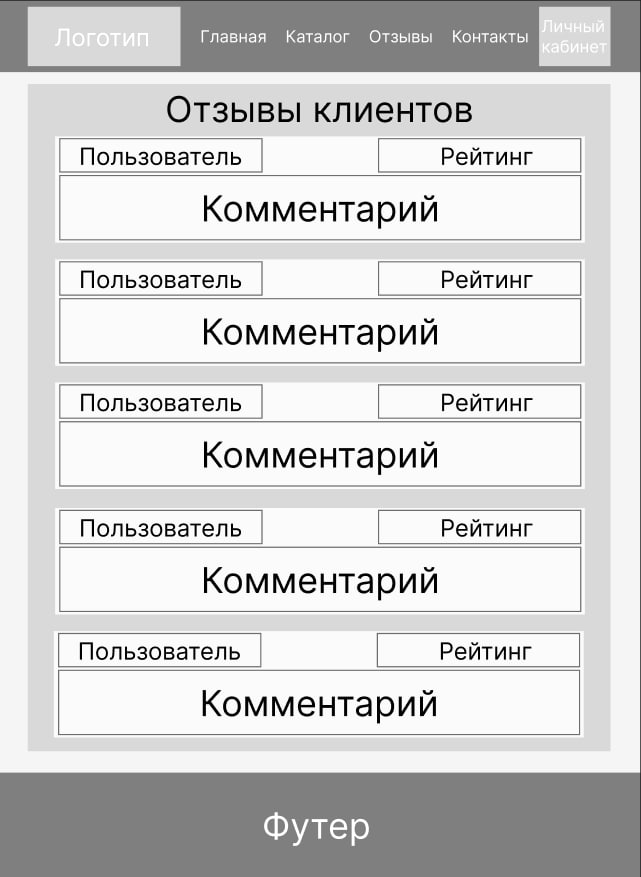 Логотип Главная Каталог Отзывы Контакты Личный кабинет
Отзывы клиентов
Пользователь Рейтинг
Комментарий
Пользователь Рейтинг
Комментарий
Пользователь Рейтинг
Комментарий
Пользователь Рейтинг
Комментарий
Пользователь Рейтинг
Комментарий
Футер